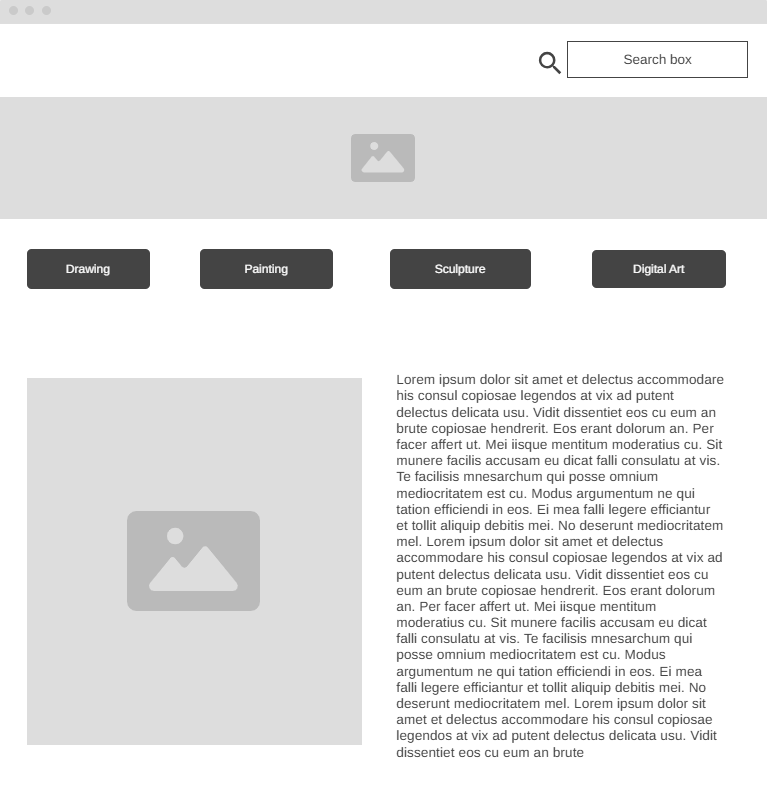 Search box
Drawing
Painting
Sculpture
Digital Art
Lorem ipsum dolor sit amet et delectus accommodare
his consul copiosae legendos at vix ad putent
delectus delicata usu. Vidit dissentiet eos cu eum an
brute copiosae hendrerit. Eos erant dolorum an. Per
facer affert ut. Mei iisque mentitum moderatius cu. Sit
munere facilis accusam eu dicat falli consulatu at vis.
Te facilisis mnesarchum qui posse omnium
mediocritatem est cu. Modus argumentum ne qui
tation efficiendi in eos. Ei mea falli legere efficiantur
et tollit aliquip debitis mei. No deserunt mediocritatem
mel. Lorem ipsum dolor sit amet et delectus
accommodare his consul copiosae legendos at vix ad
putent delectus delicata usu. Vidit dissentiet eos cu
eum an brute copiosae hendrerit. Eos erant dolorum
an. Per facer affert ut. Mei iisque mentitum
moderatius cu. Sit munere facilis accusam eu dicat
falli consulatu at vis. Te facilisis mnesarchum qui
posse omnium mediocritatem est cu. Modus
argumentum ne qui tation efficiendi in eos. Ei mea
falli legere efficiantur et tollit aliquip debitis mei. No
deserunt mediocritatem mel. Lorem ipsum dolor sit
amet et delectus accommodare his consul copiosae
legendos at vix ad putent delectus delicata usu. Vidit
dissentiet eos cu eum an brute